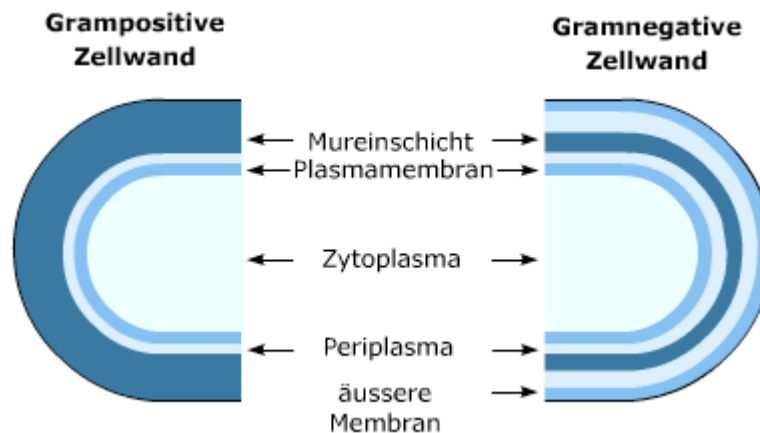 Grampositive
Zellwand
Gramnegative
Zellwand
Mureinschicht
Plasmamembran
Zytoplasma
Periplasma
äussere
Membran